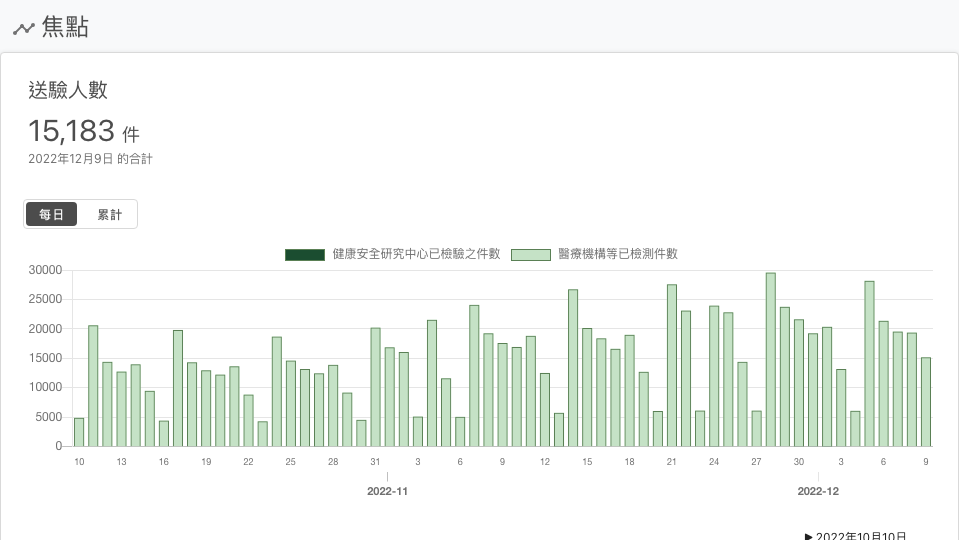 焦點
送驗人數
15,183 件
2022年12月9日 的合計
每日 累計
健康安全研究中心已檢驗之件數 醫療機構等已檢測件數
30000
25000
20000
15000
10000
5000
0
10 13 16 19 22 25 28 31 3 6 9 12 15 18 21 24 27 30 3 6 9
2022-11 2022-12
▶ 2022年10月10日